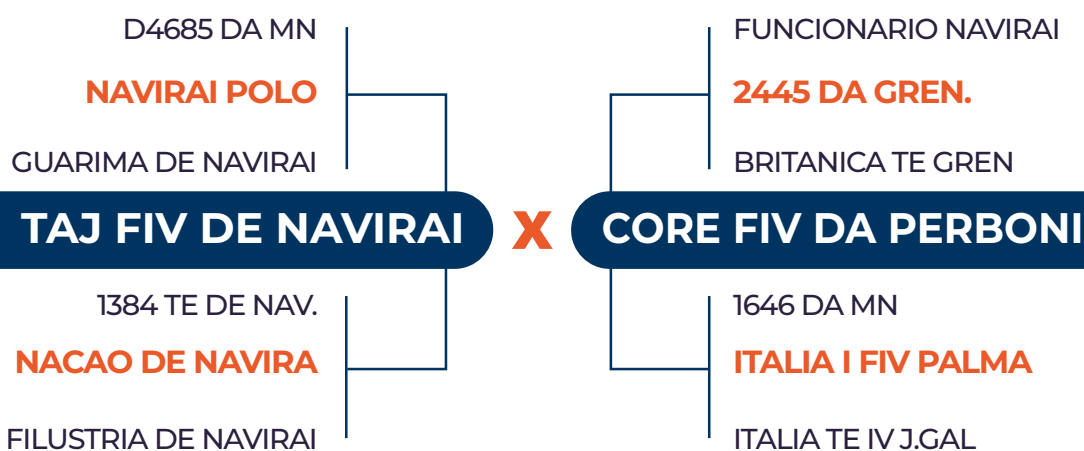 D4685 DA MN
FUNCIONARIO NAVIRAI
NAVIRAI POLO
2445 DA GREN.
GUARIMA DE NAVIRAI
BRITANICA TE GREN
TAJ FIV DE NAVIRAI X CORE FIV DA PERBONI
1384 TE DE NAV.
1646 DA MN
NACAO DE NAVIRA
ITALIA I FIV PALMA
FILUSTRIA DE NAVIRAI
ITALIA TE IV J.GAL